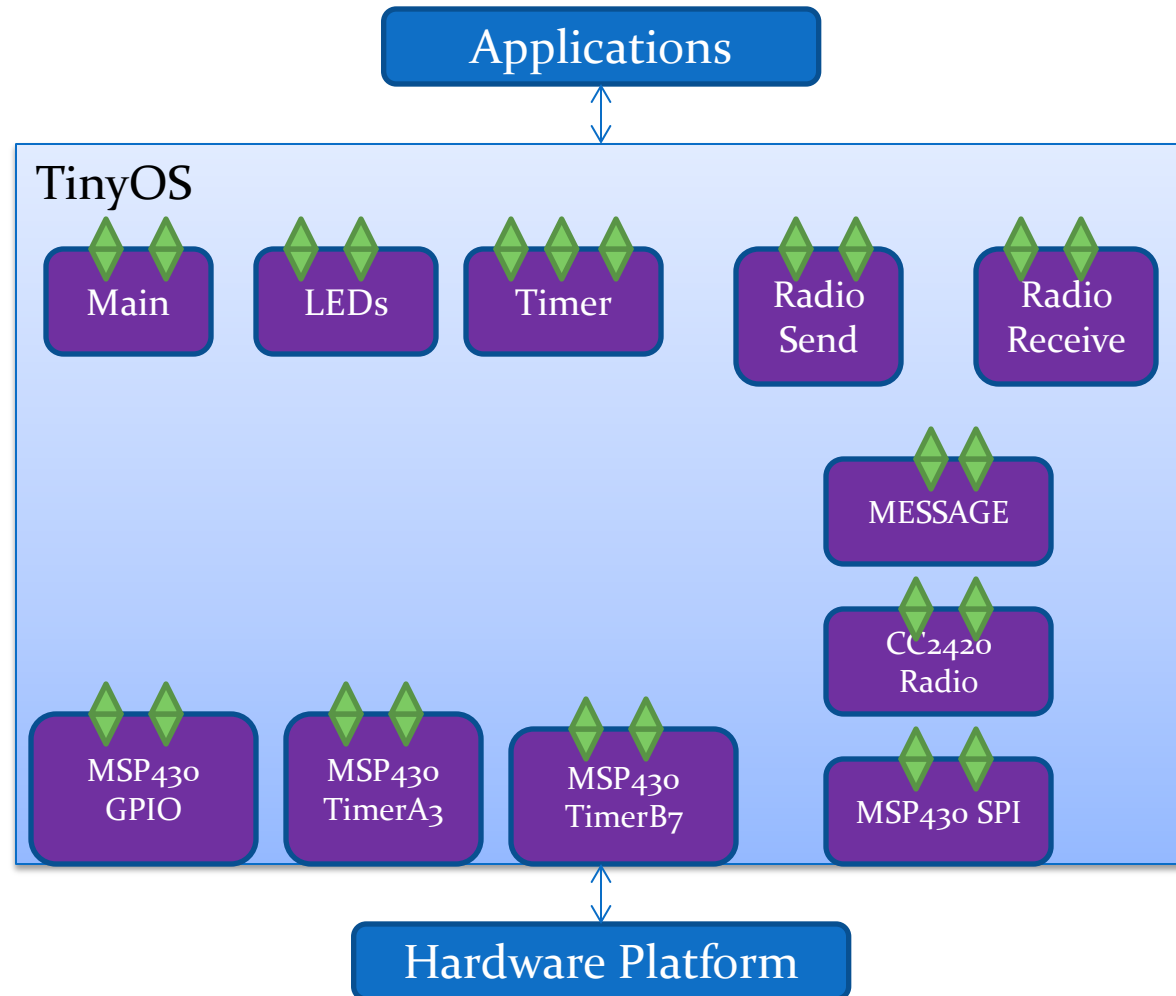 Applications
TinyOS
Main
LEDs
Timer
Radio
Send
Radio
Receive
MESSAGE
CC2420
Radio
MSP430
GPIO
MSP430
TimerA3
MSP430
TimerB7
MSP430 SPI
Hardware Platform